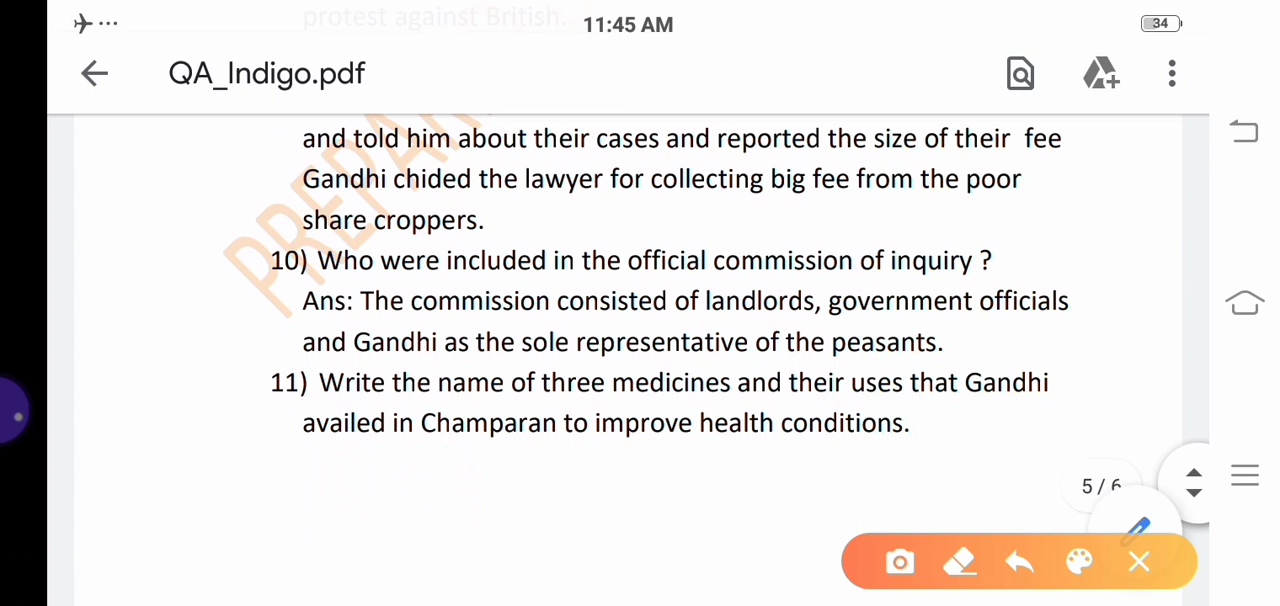 protest against British.
11:45 AM
34
QA_Indigo.pdf
and told him about their cases and reported the size of their fee
Gandhi chided the lawyer for collecting big fee from the poor
share croppers.
10) Who were included in the official commission of inquiry ?
Ans: The commission consisted of landlords, government officials
and Gandhi as the sole representative of the peasants.
11) Write the name of three medicines and their uses that Gandhi
availed in Champaran to improve health conditions.
5 / 6